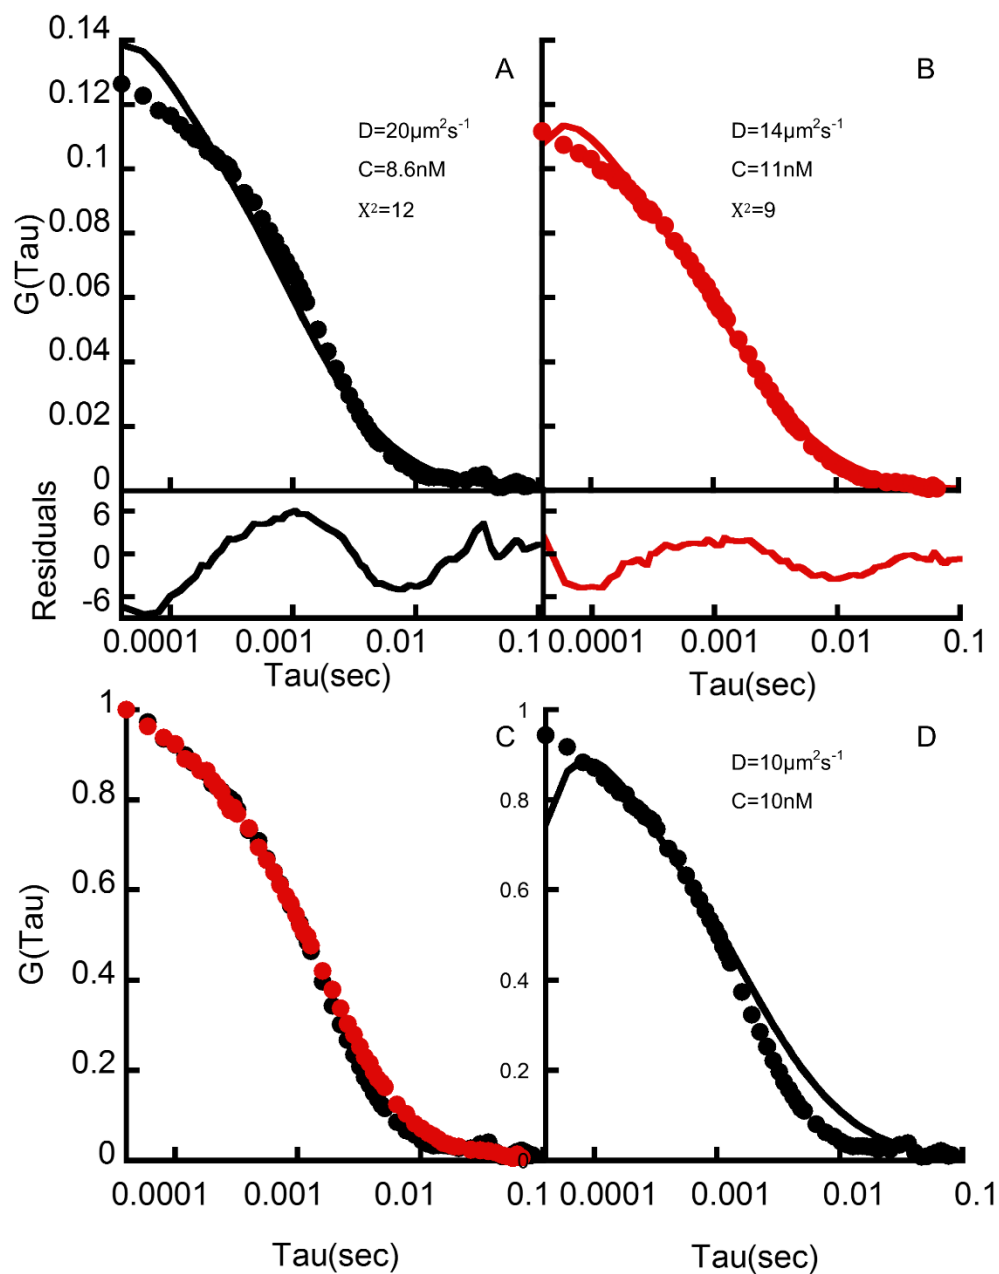 0.14
A
B
0.12
D=20µm²s⁻¹
D=14µm²s⁻¹
0.1
C=8.6nM
C=11nM
0.08
X²=12
X²=9
G(Tau)
0.06
0.04
0.02
0
Residuals
6
0
-6
0.0001 0.001 0.01 0.1
0.0001 0.001 0.01 0.1
Tau(sec)
Tau(sec)
1
C
1
D
D=10µm²s⁻¹
0.8
0.8
C=10nM
0.6
0.6
G(Tau)
0.4
0.4
0.2
0.2
0
0
0.0001 0.001 0.01 0.1
0.0001 0.001 0.01 0.1
Tau(sec)
Tau(sec)